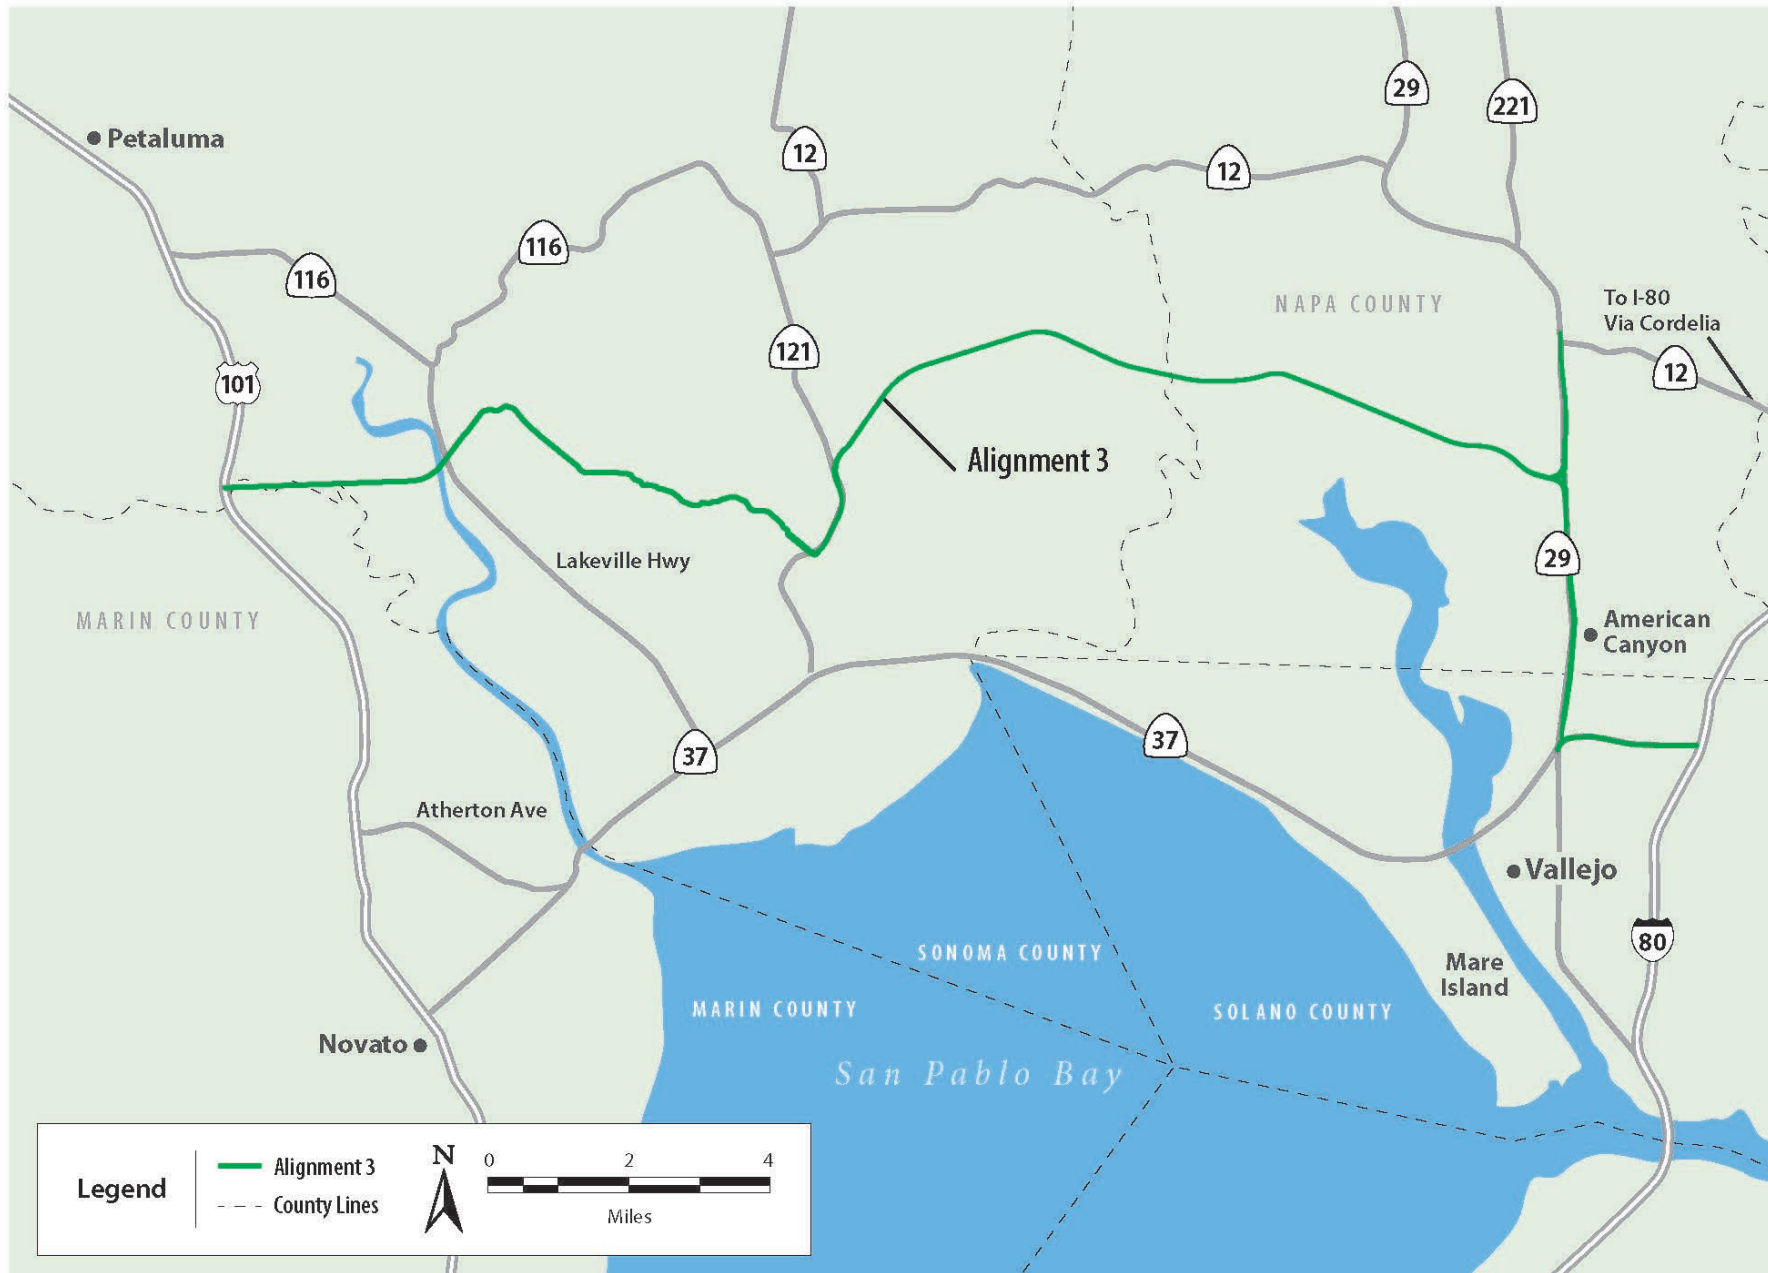 29
221
Petaluma
12
12
116
116
NAPA COUNTY
To I-80
Via Cordelia
121
101
12
Alignment 3
Lakeville Hwy
29
MARIN COUNTY
American
Canyon
37
37
Atherton Ave
Vallejo
80
SONOMA COUNTY
Mare
Island
MARIN COUNTY
SOLANO COUNTY
Novato
San Pablo Bay
Legend
Alignment 3
County Lines
N
0 2 4
Miles